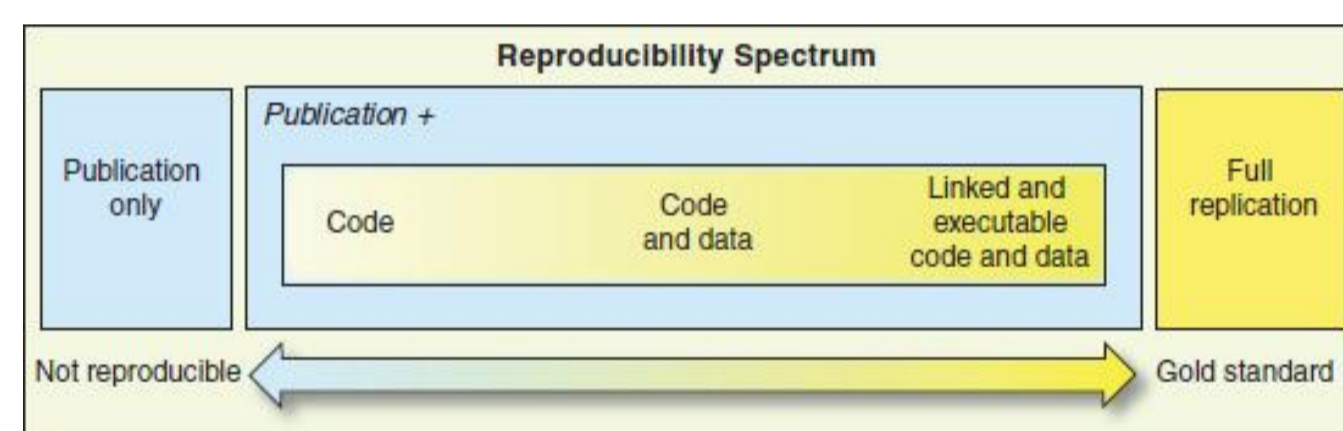 Reproducibility Spectrum
Publication
only
Publication +
Code
Code
and data
Linked and
executable
code and data
Full
replication
Not reproducible
Gold standard